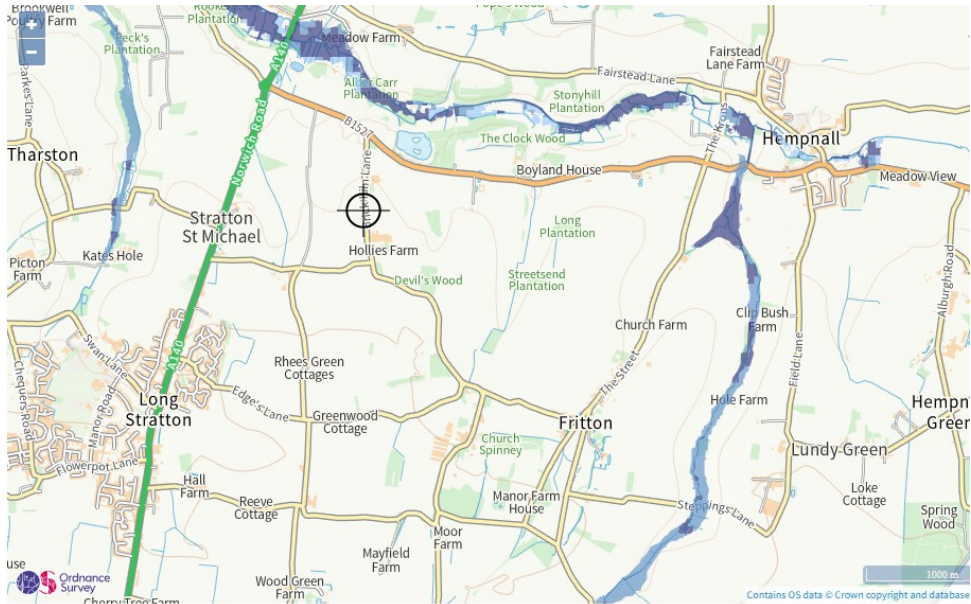 Brookwell
Poultry Farm
Peck's
Plantation
Meadow Farm
A140
Alder Carr
Plantation
Stonyhill
Plantation
Fairstead Lane
Fairstead
Lane Farm
The Krons
Tharston
Norwich Road
B1527
The Clock Wood
Hempnall
Boyland House
Meadow View
Stratton
St Michael
Long
Plantation
Picton
Farm
Kates Hole
Hollies Farm
Devil's Wood
Streetsend
Plantation
Alburgh Road
Church Farm
Clip Bush
Farm
Field Lane
Swan Lane
A140
Rhees Green
Cottages
The Street
Chequers Road
Manor Road
Long
Stratton
Edge's Lane
Greenwood
Cottage
Fritton
Hole Farm
Green
Church
Spinney
Lundy Green
Flowerpot Lane
Hall
Farm
Reeve
Cottage
Manor Farm
House
Steppings Lane
Loke
Cottage
Spring
Wood
Moor
Farm
Mayfield
Farm
Wood Green
Farm
Cherry Tree Farm
Ordnance
Survey
1000 m
Contains OS data © Crown copyright and database